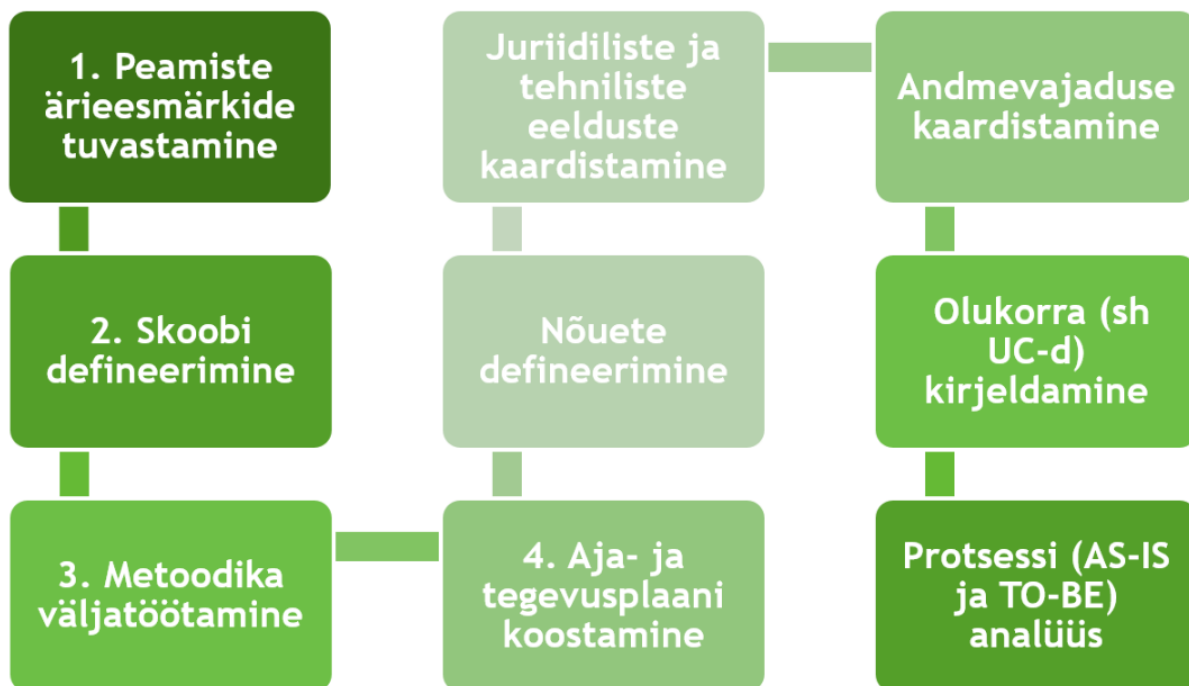 1. Peamiste
ärieesmärkide
tuvastamine
2. Skoobi
defineerimine
3. Metoodika
väljatöötamine
4. Aja- ja
tegevusplaani
koostamine
Nõuete
defineerimine
Juriidiliste ja
tehniliste
eelduste
kaardistamine
Andmevajaduse
kaardistamine
Olukorra (sh
UC-d)
kirjeldamine
Protsessi (AS-IS
ja TO-BE)
analüüs